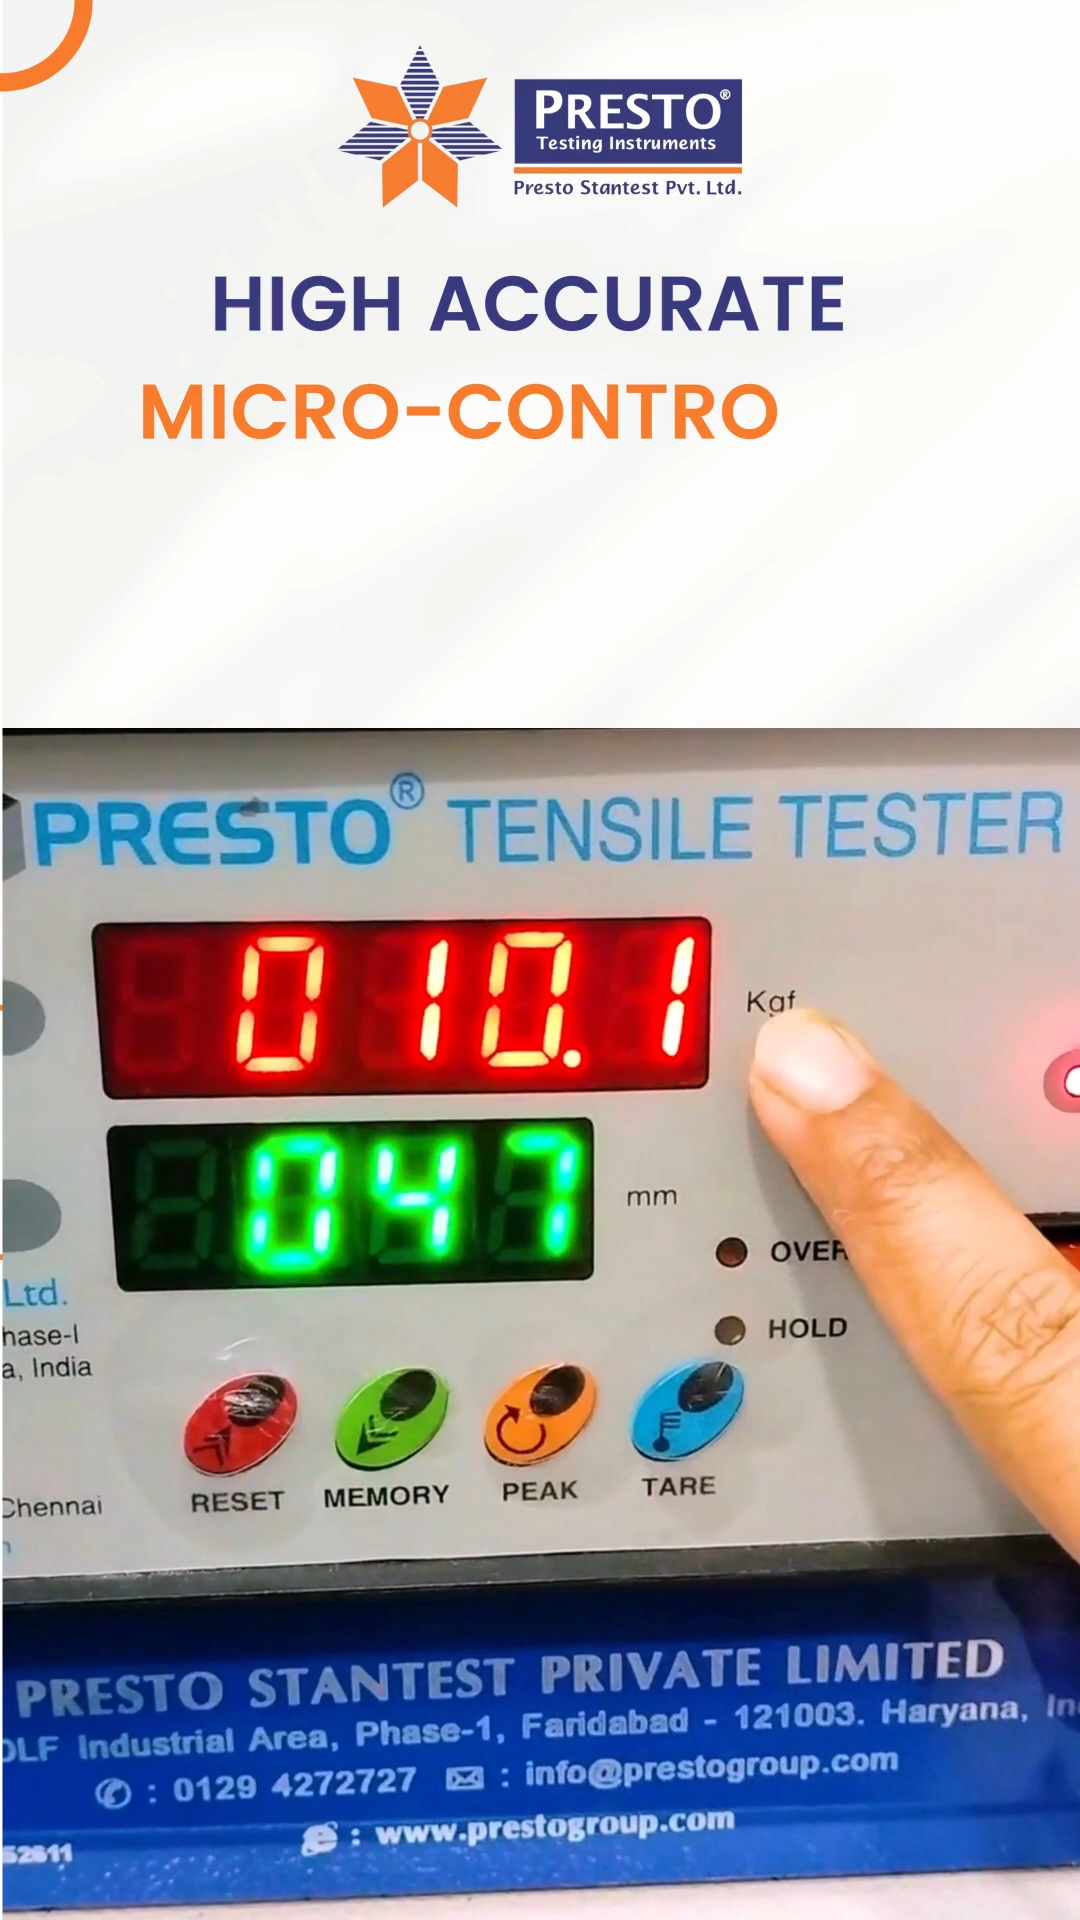 PRESTO®
Testing Instruments
Presto Stantest Pvt. Ltd.
HIGH ACCURATE
MICRO-CONTRO
PRESTO® TENSILE TESTER
010.1 Kgf
047 mm
OVER
HOLD
Ltd.
hase-I
a, India
RESET MEMORY PEAK TARE
Chennai
PRESTO STANTEST PRIVATE LIMITED
DLF Industrial Area, Phase-1, Faridabad - 121003. Haryana, In
: 0129 4272727 : info@prestogroup.com
: www.prestogroup.com
52611